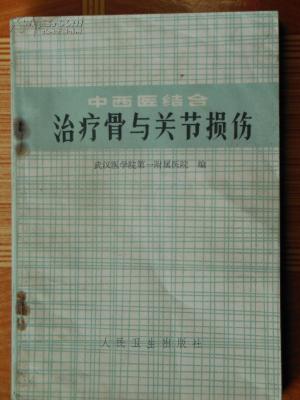 中西医结合
治疗骨与关节损伤
武汉医学院第一附属医院 编
人民卫生出版社